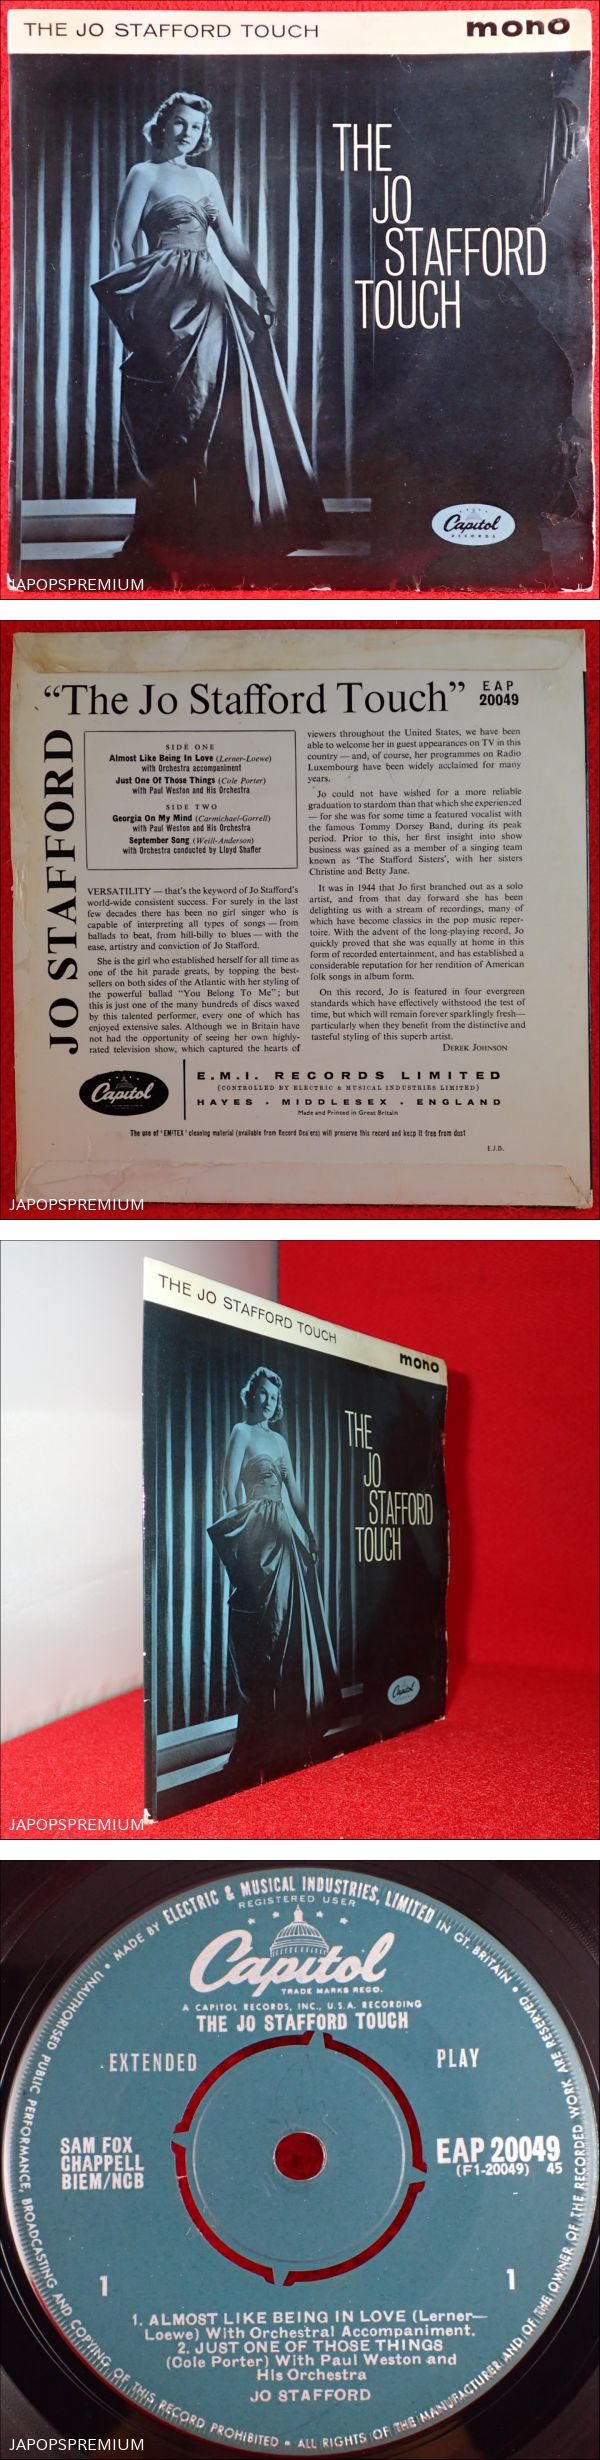 THE JO STAFFORD TOUCH
mono
THE
JO
STAFFORD
TOUCH
Capitol
RECORDS
JAPOPSPREMIUM
"The Jo Stafford Touch"
EAP
20049
JO STAFFORD
SIDE ONE
Almost Like Being In Love (Lerner-Loewe)
with Orchestra accompaniment
Just One Of Those Things (Cole Porter)
with Paul Weston and His Orchestra
SIDE TWO
Georgia On My Mind (Carmichael-Gorrell)
with Paul Weston and His Orchestra
September Song (Weill-Anderson)
with Orchestra conducted by Lloyd Shaffer
VERSATILITY — that's the keyword of Jo Stafford's
world-wide consistent success. For surely in the last
few decades there has been no girl singer who is
capable of interpreting all types of songs — from
ballads to beat, from hill-billy to blues — with the
ease, artistry and conviction of Jo Stafford.
She is the girl who established herself for all time as
one of the hit parade greats, by topping the best-
sellers on both sides of the Atlantic with her styling of
the powerful ballad "You Belong To Me"; but
this is just one of the many hundreds of discs waxed
by this talented performer, every one of which has
enjoyed extensive sales. Although we in Britain have
not had the opportunity of seeing her own highly-
rated television show, which captured the hearts of
viewers throughout the United States, we have been
able to welcome her in guest appearances on TV in this
country — and, of course, her programmes on Radio
Luxembourg have been widely acclaimed for many
years.
Jo could not have wished for a more reliable
graduation to stardom than that which she experienced
— for she was for some time a featured vocalist with
the famous Tommy Dorsey Band, during its peak
period. Prior to this, her first insight into show
business was gained as a member of a singing team
known as 'The Stafford Sisters', with her sisters
Christine and Betty Jane.
It was in 1944 that Jo first branched out as a solo
artist, and from that day forward she has been
delighting us with a stream of recordings, many of
which have become classics in the pop music reper-
toire. With the advent of the long-playing record, Jo
quickly proved that she was equally at home in this
form of recorded entertainment, and has established a
considerable reputation for her rendition of American
folk songs in album form.
On this record, Jo is featured in four evergreen
standards which have effectively withstood the test of
time, but which will remain forever sparklingly fresh—
particularly when they benefit from the distinctive and
tasteful styling of this superb artist.
DEREK JOHNSON
Capitol
E.M.I. RECORDS LIMITED
(CONTROLLED BY ELECTRIC & MUSICAL INDUSTRIES LIMITED)
HAYES · MIDDLESEX · ENGLAND
Made and Printed in Great Britain
The use of 'EMITEX' cleaning material (available from Record Dealers) will preserve this record and keep it free from dust
E.J.D.
JAPOPSPREMIUM
THE JO STAFFORD TOUCH
mono
THE
JO
STAFFORD
TOUCH
Capitol
JAPOPSPREMIUM
MADE BY ELECTRIC & MUSICAL INDUSTRIES, LIMITED IN GT. BRITAIN • ALL RIGHTS OF THE MANUFACTURER AND OF THE OWNER OF THE RECORDED WORK ARE RESERVED • UNAUTHORISED PUBLIC PERFORMANCE, BROADCASTING AND COPYING OF THIS RECORD PROHIBITED •
REGISTERED USER
Capitol
TRADE MARKS REGD.
A CAPITOL RECORDS, INC., U.S.A. RECORDING
THE JO STAFFORD TOUCH
EXTENDED PLAY
SAM FOX
CHAPPELL
BIEM/NCB
EAP 20049
(F1-20049) 45
1 1
1. ALMOST LIKE BEING IN LOVE (Lerner—
Loewe) With Orchestral Accompaniment.
2. JUST ONE OF THOSE THINGS
(Cole Porter) With Paul Weston and
His Orchestra
JO STAFFORD
JAPOPSPREMIUM